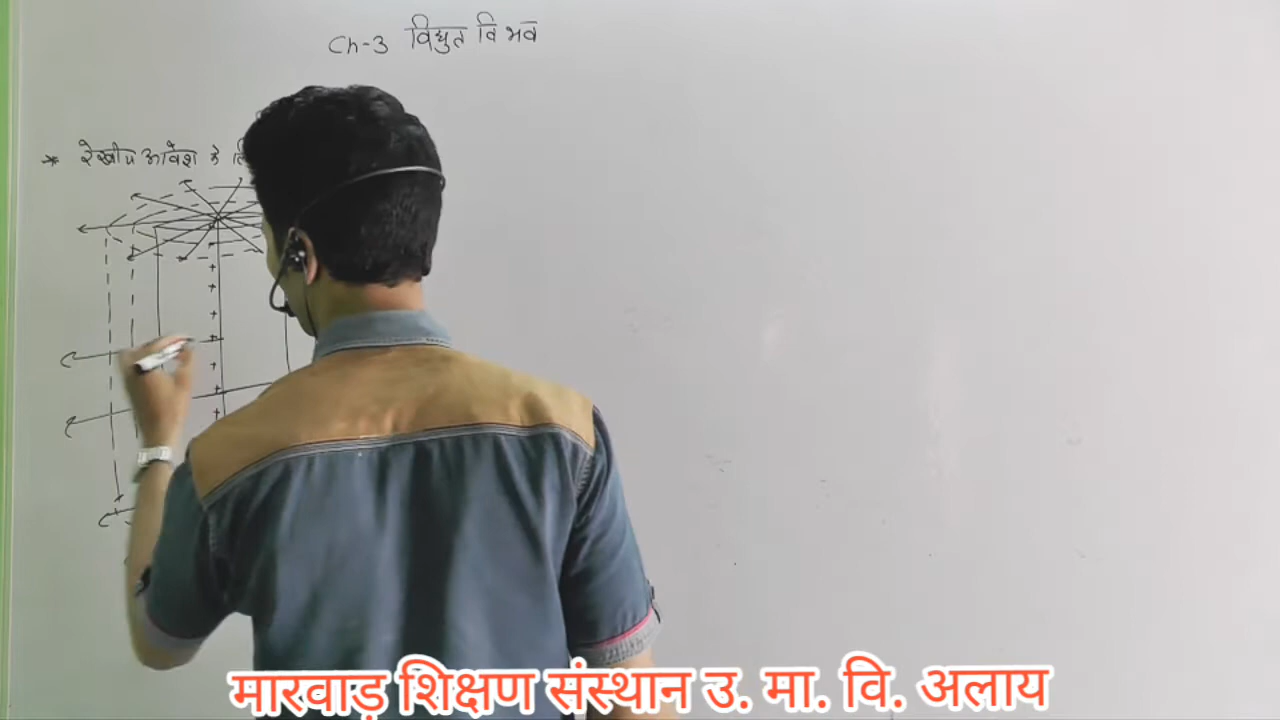 Ch-3 विद्युत विभव
* रेखीय आवेश के
मारवाड़ शिक्षण संस्थान उ. मा. वि. अलाय